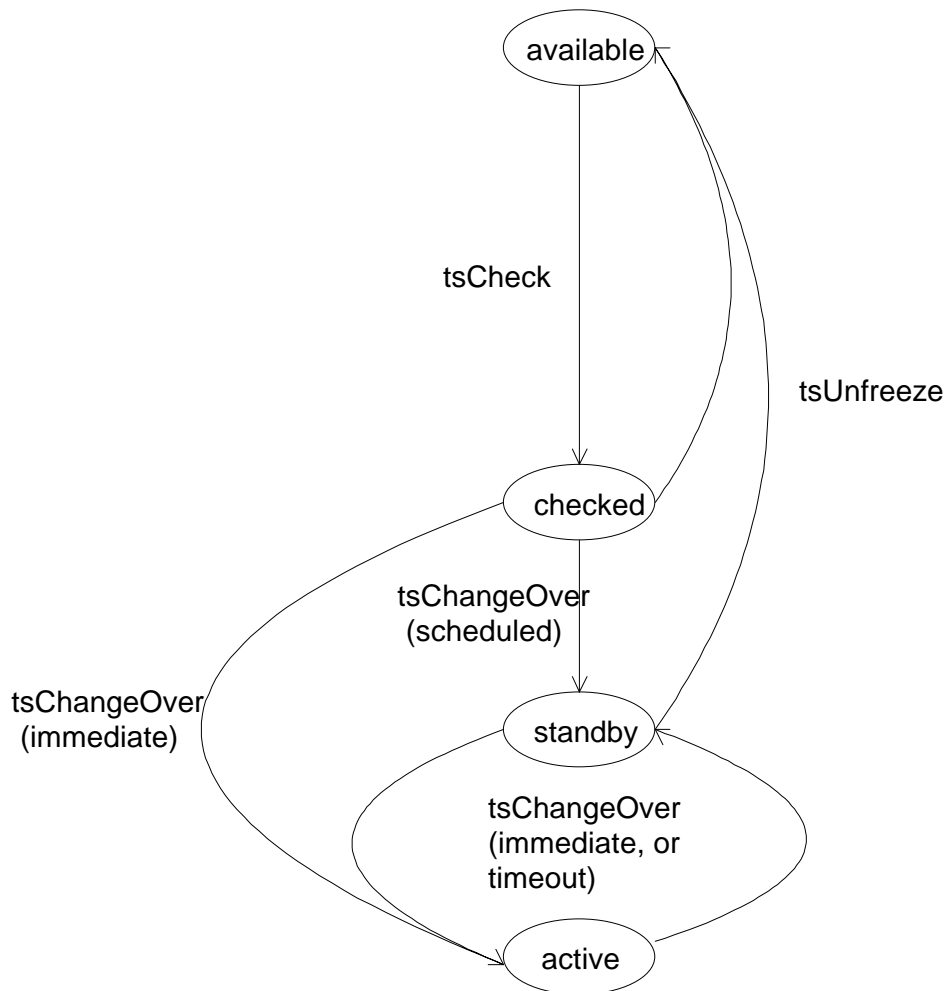 available
tsCheck
tsUnfreeze
checked
tsChangeOver
(scheduled)
tsChangeOver
(immediate)
standby
tsChangeOver
(immediate, or
timeout)
active